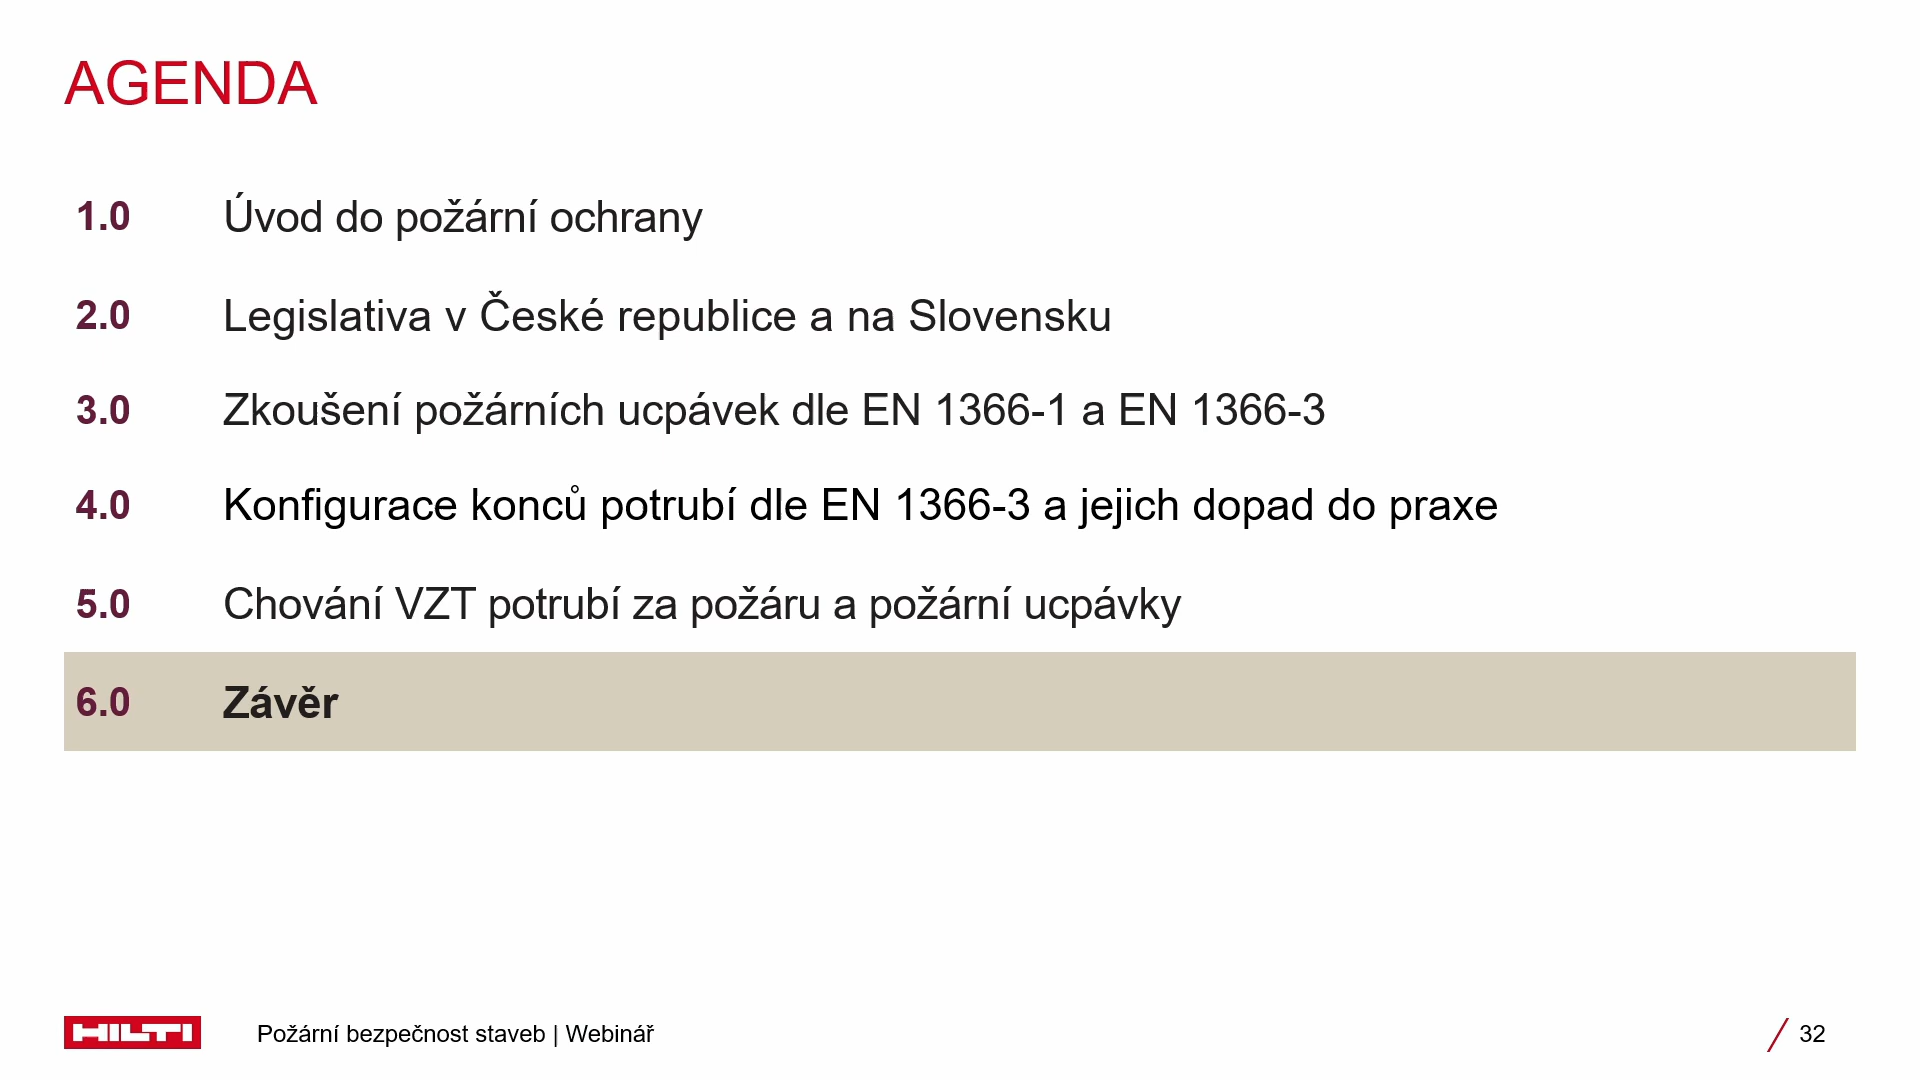 AGENDA
1.0 Úvod do požární ochrany
2.0 Legislativa v České republice a na Slovensku
3.0 Zkoušení požárních ucpávek dle EN 1366-1 a EN 1366-3
4.0 Konfigurace konců potrubí dle EN 1366-3 a jejich dopad do praxe
5.0 Chování VZT potrubí za požáru a požární ucpávky
6.0 Závěr
HILTI Požární bezpečnost staveb | Webinář 32